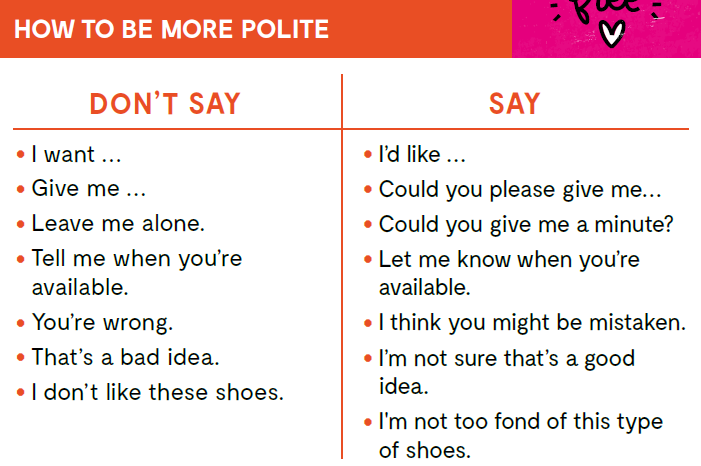 HOW TO BE MORE POLITE
DON'T SAY
• I want ...
• Give me ...
• Leave me alone.
• Tell me when you're
available.
• You're wrong.
• That's a bad idea.
• I don't like these shoes.
SAY
• I'd like ...
• Could you please give me...
• Could you give me a minute?
• Let me know when you're
available.
• I think you might be mistaken.
• I'm not sure that's a good
idea.
• I'm not too fond of this type
of shoes.